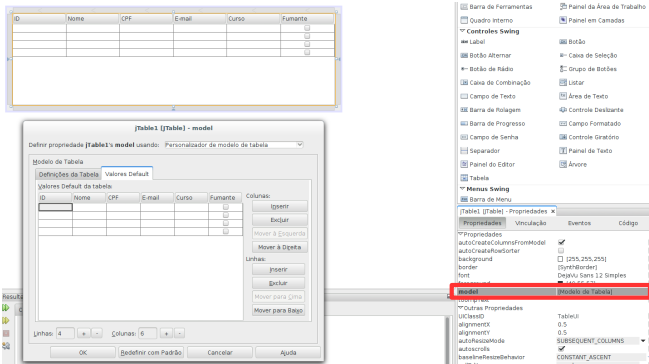 ID Nome CPF E-mail Curso Fumante
jTable1 [JTable] - model
Definir propriedade jTable1's model usando: Personalizador de modelo de tabela
Modelo de Tabela
Definições da Tabela Valores Default
Valores Default da tabela:
ID Nome CPF E-mail Curso Fumante
Colunas:
Inserir
Excluir
Mover à Esquerda
Mover à Direita
Linhas:
Inserir
Excluir
Mover para Cima
Mover para Baixo
Linhas: 4 + - Colunas: 6 + -
OK Redefinir com Padrão Cancelar Ajuda
Resulta
Barra de Ferramentas Painel da Área de Trabalho
Quadro Interno Painel em Camadas
Controles Swing
Label Botão
Botão Alternar Caixa de Seleção
Botão de Rádio Grupo de Botões
Caixa de Combinação Listar
Campo de Texto Área de Texto
Barra de Rolagem Controle Deslizante
Barra de Progresso Campo Formatado
Campo de Senha Controle Giratório
Separador Painel de Texto
Painel do Editor Árvore
Tabela
Menus Swing
Barra de Menu
jTable1 [JTable] - Propriedades x
Propriedades Vinculação Eventos Código
Propriedades
autoCreateColumnsFromModel
autoCreateRowSorter
background [255,255,255]
border [SynthBorder]
font DejaVu Sans 12 Simples
model [Modelo de Tabela]
Outras Propriedades
UIClassID TableUI
alignmentX 0.5
alignmentY 0.5
autoResizeMode SUBSEQUENT_COLUMNS
autoscrolls
baselineResizeBehavior CONSTANT_ASCENT